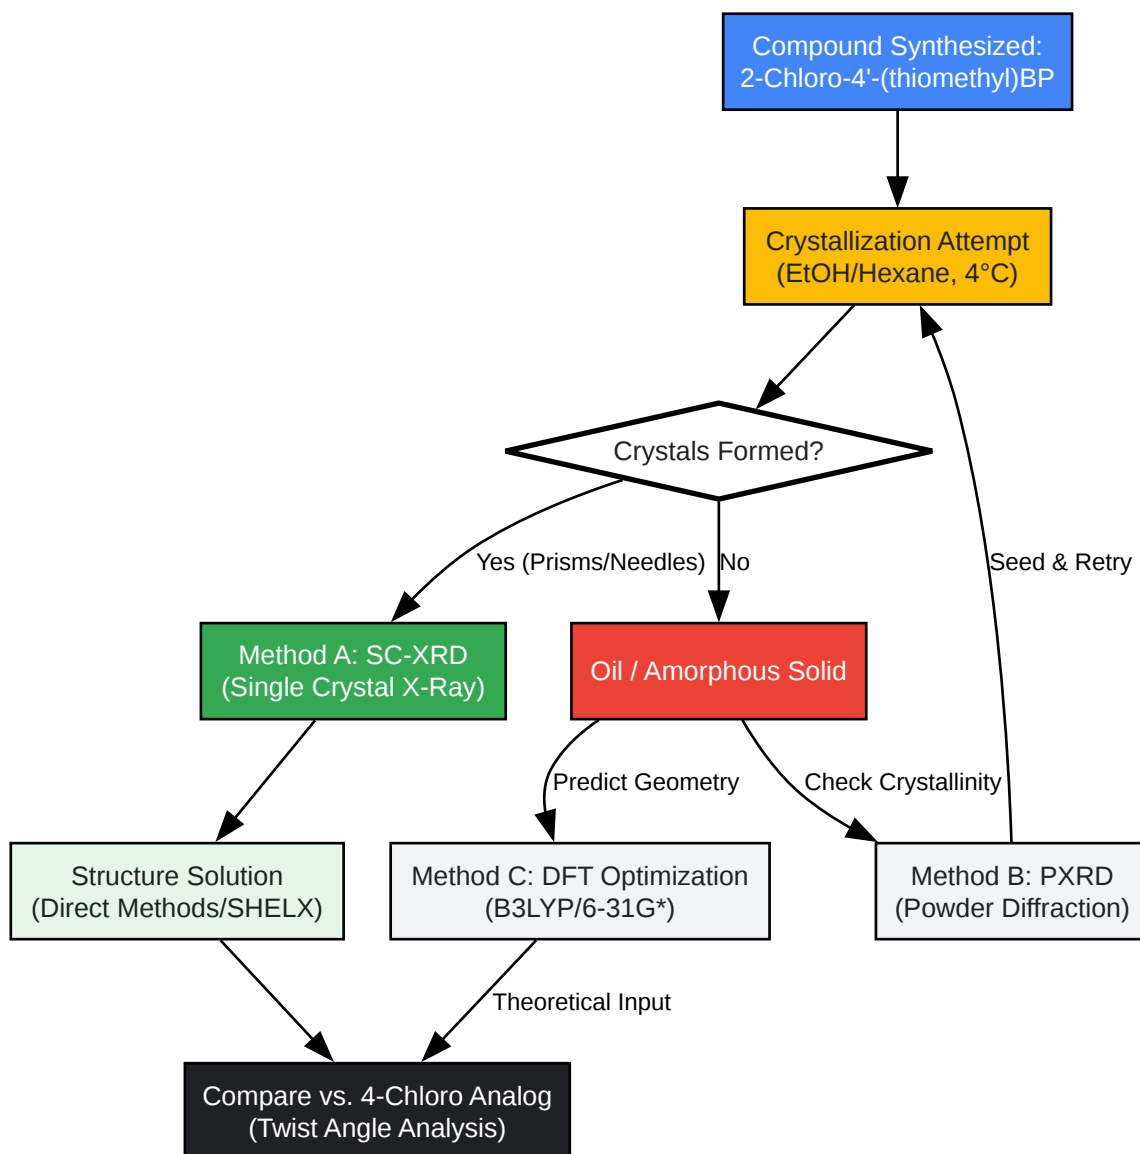 Compound Synthesized:
2-Chloro-4'-(thiomethyl)BP
Crystallization Attempt
(EtOH/Hexane, 4°C)
Crystals Formed?
Yes (Prisms/Needles)
No
Seed & Retry
Method A: SC-XRD
(Single Crystal X-Ray)
Oil / Amorphous Solid
Predict Geometry
Check Crystallinity
Structure Solution
(Direct Methods/SHELX)
Method C: DFT Optimization
(B3LYP/6-31G*)
Method B: PXRD
(Powder Diffraction)
Theoretical Input
Compare vs. 4-Chloro Analog
(Twist Angle Analysis)